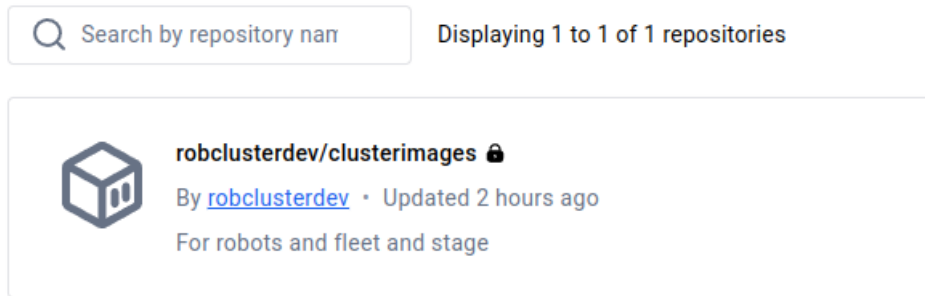 Search by repository nam
Displaying 1 to 1 of 1 repositories
robclusterdev/clusterimages
By robclusterdev • Updated 2 hours ago
For robots and fleet and stage